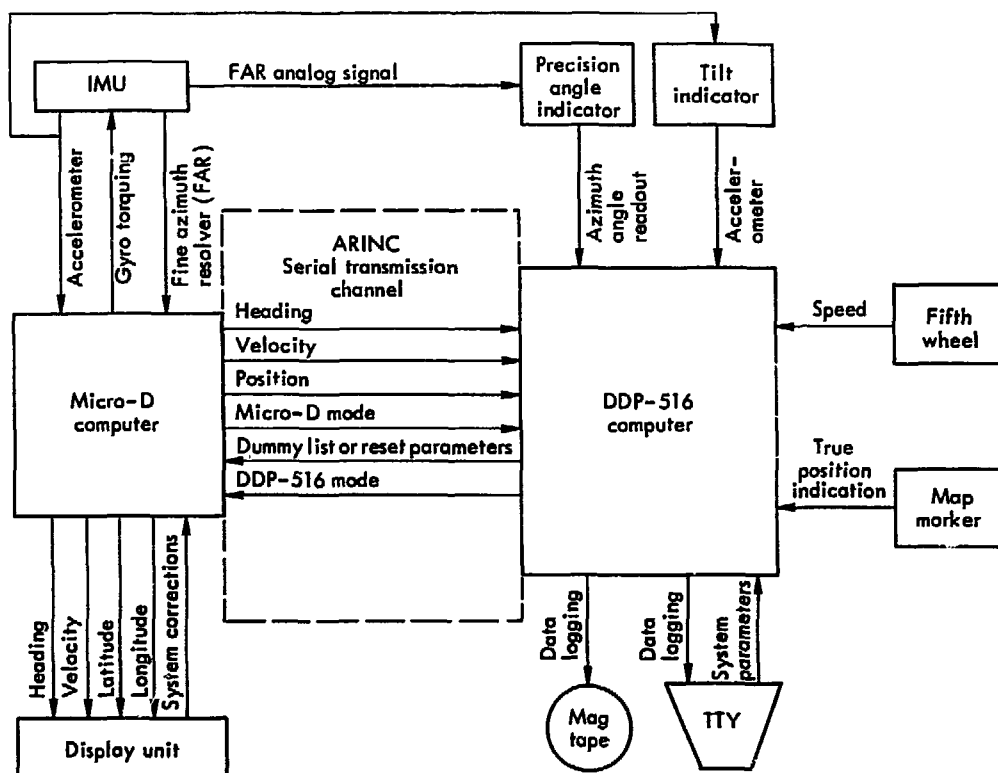 IMU
FAR analog signal
Precision
angle
indicator
Tilt
indicator
Accelerometer
Gyro torquing
Fine azimuth
resolver (FAR)
Azimuth
angle
readout
Acceler-
ometer
ARINC
Serial transmission
channel
Heading
Velocity
Position
Micro-D mode
Dummy list or reset parameters
DDP-516 mode
Micro-D
computer
DDP-516
computer
Speed
Fifth
wheel
True
position
indication
Map
morker
Heading
Velocity
Latitude
Longitude
System corrections
Data
logging
Data
logging
System
parameters
Display unit
Mag
tape
TTY